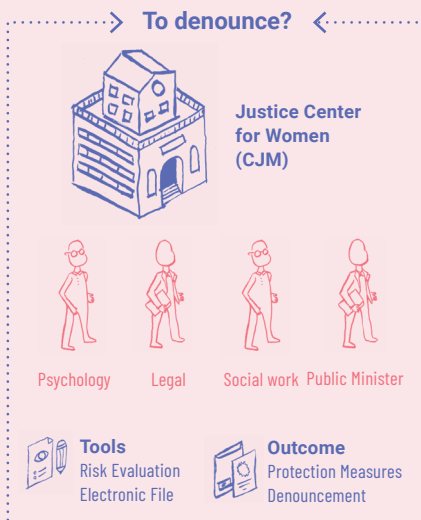 To denounce?
Justice Center
for Women
(CJM)
Psychology
Legal
Social work
Public Minister
Tools
Risk Evaluation
Electronic File
Outcome
Protection Measures
Denouncement